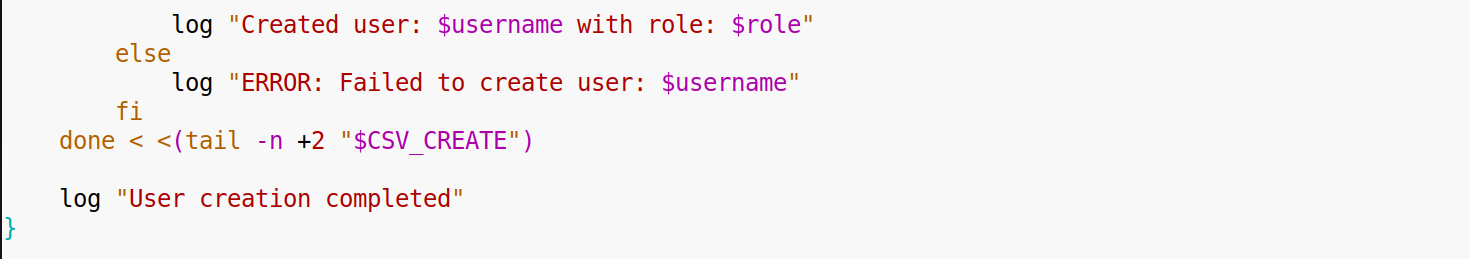 log "Created user: $username with role: $role"
        else
            log "ERROR: Failed to create user: $username"
        fi
    done < <(tail -n +2 "$CSV_CREATE")

    log "User creation completed"
}